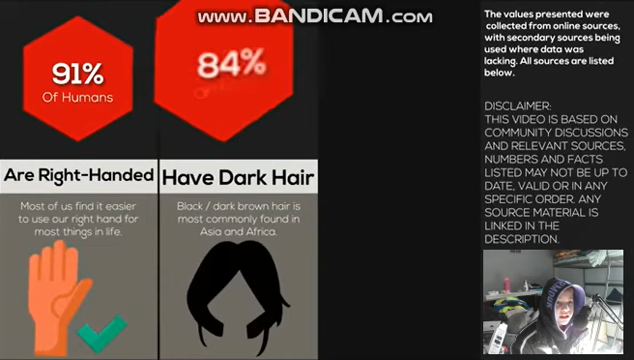 www.BANDICAM.com
91%
Of Humans
84%
Are Right-Handed
Most of us find it easier
to use our right hand for
most things in life.
Have Dark Hair
Black / dark brown hair is
most commonly found in
Asia and Africa.
The values presented were
collected from online sources,
with secondary sources being
used where data was
lacking. All sources are listed
below.
DISCLAIMER:
THIS VIDEO IS BASED ON
COMMUNITY DISCUSSIONS
AND RELEVANT SOURCES,
NUMBERS AND FACTS
LISTED MAY NOT BE UP TO
DATE, VALID OR IN ANY
SPECIFIC ORDER. ANY
SOURCE MATERIAL IS
LINKED IN THE
DESCRIPTION.